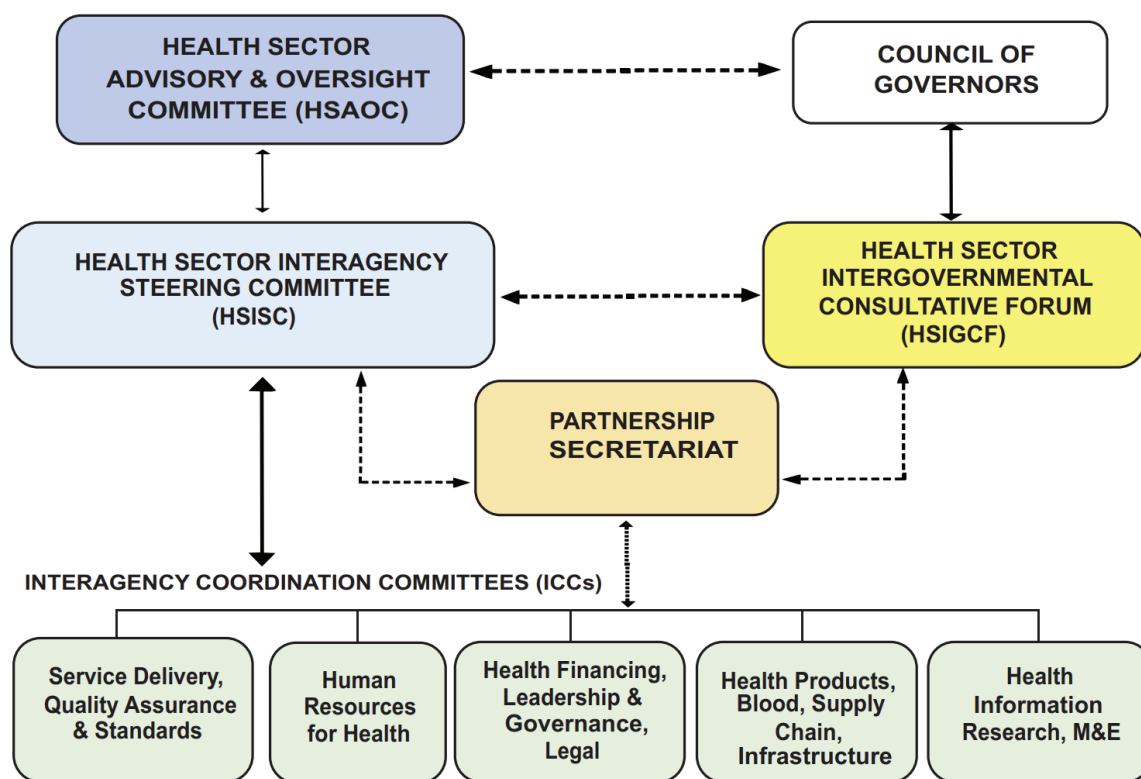 HEALTH SECTOR
ADVISORY & OVERSIGHT
COMMITTEE (HSAOC)
COUNCIL OF
GOVERNORS
HEALTH SECTOR INTERAGENCY
STEERING COMMITTEE
(HSISC)
HEALTH SECTOR
INTERGOVERNMENTAL
CONSULTATIVE FORUM
(HSIGCF)
PARTNERSHIP
SECRETARIAT
INTERAGENCY COORDINATION COMMITTEES (ICCs)
Service Delivery,
Quality Assurance
& Standards
Human
Resources
for Health
Health Financing,
Leadership &
Governance,
Legal
Health Products,
Blood, Supply
Chain,
Infrastructure
Health
Information
Research, M&E